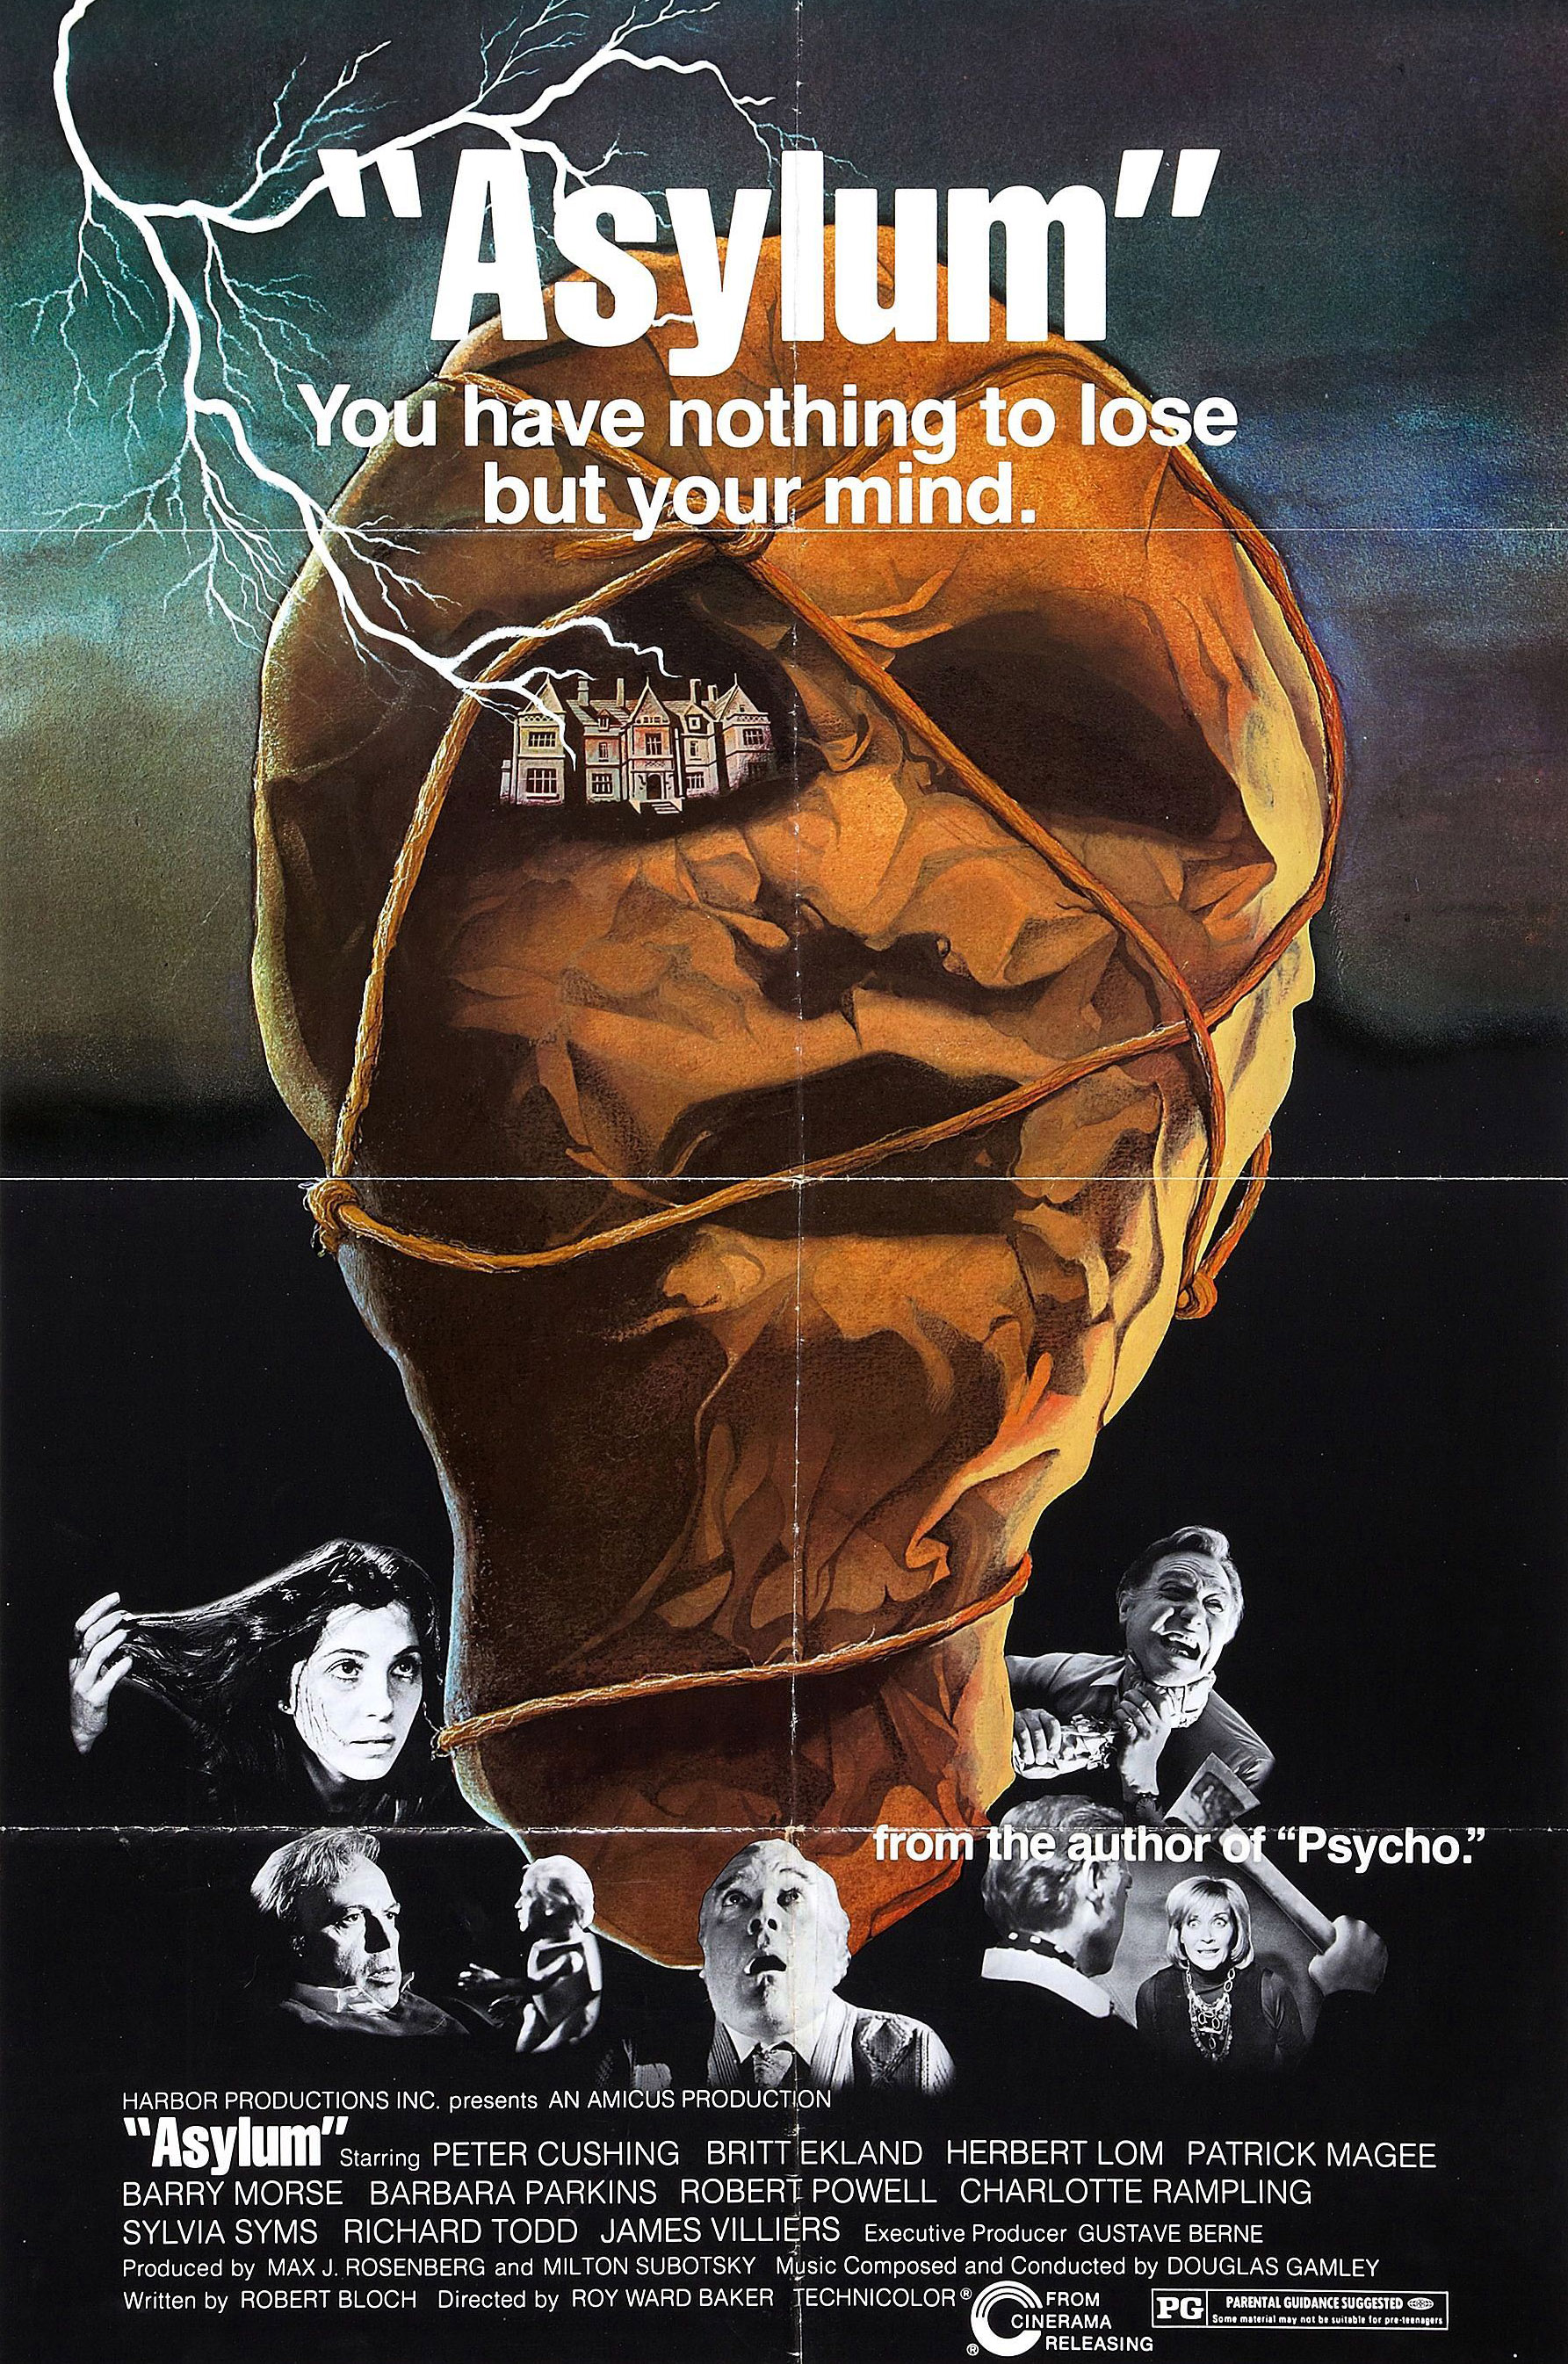 "Asylum"
You have nothing to lose
but your mind.
from the author of "Psycho."
HARBOR PRODUCTIONS INC. presents AN AMICUS PRODUCTION
"Asylum" Starring PETER CUSHING BRITT EKLAND HERBERT LOM PATRICK MAGEE
BARRY MORSE BARBARA PARKINS ROBERT POWELL CHARLOTTE RAMPLING
SYLVIA SYMS RICHARD TODD JAMES VILLIERS Executive Producer GUSTAVE BERNE
Produced by MAX J. ROSENBERG and MILTON SUBOTSKY Music Composed and Conducted by DOUGLAS GAMLEY
Written by ROBERT BLOCH Directed by ROY WARD BAKER TECHNICOLOR®
® FROM
CINERAMA
RELEASING
PG PARENTAL GUIDANCE SUGGESTED
Some material may not be suitable for pre-teenagers